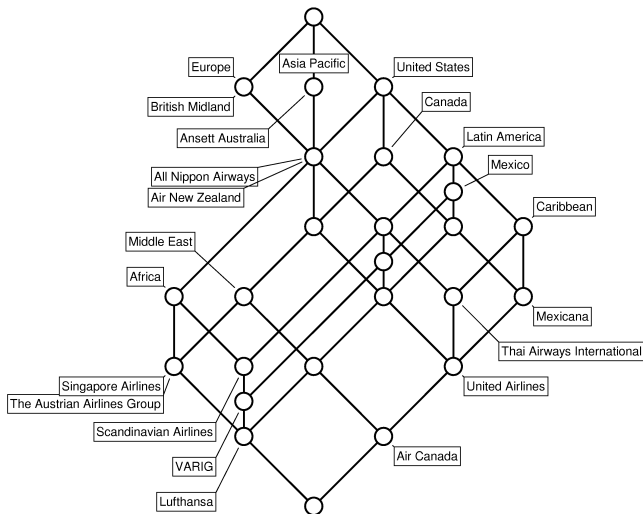 Europe
Asia Pacific
United States
British Midland
Canada
Ansett Australia
Latin America
Mexico
All Nippon Airways
Air New Zealand
Caribbean
Middle East
Africa
Mexicana
Thai Airways International
Singapore Airlines
United Airlines
The Austrian Airlines Group
Scandinavian Airlines
Air Canada
VARIG
Lufthansa